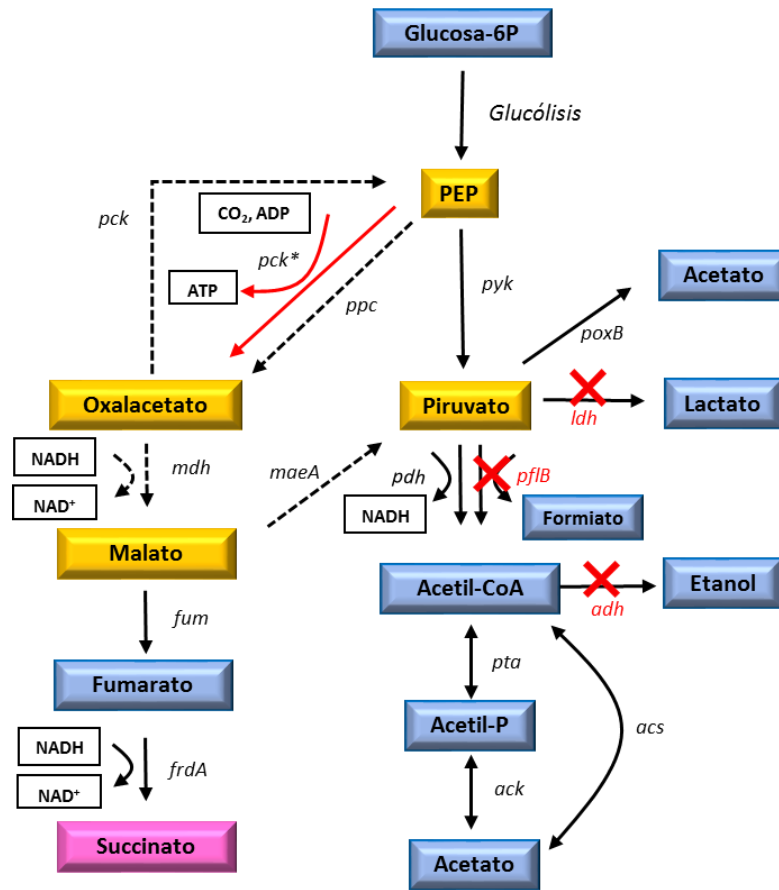 Glucosa-6P
Glucólisis
PEP
pck
CO₂, ADP
pck*
ATP
ppc
pyk
Acetato
poxB
Oxalacetato
Piruvato
ldh
Lactato
NADH
NAD⁺
mdh
maeA
pdh
NADH
pflB
Formiato
Malato
Acetil-CoA
adh
Etanol
fum
pta
Fumarato
Acetil-P
acs
NADH
NAD⁺
frdA
ack
Succinato
Acetato